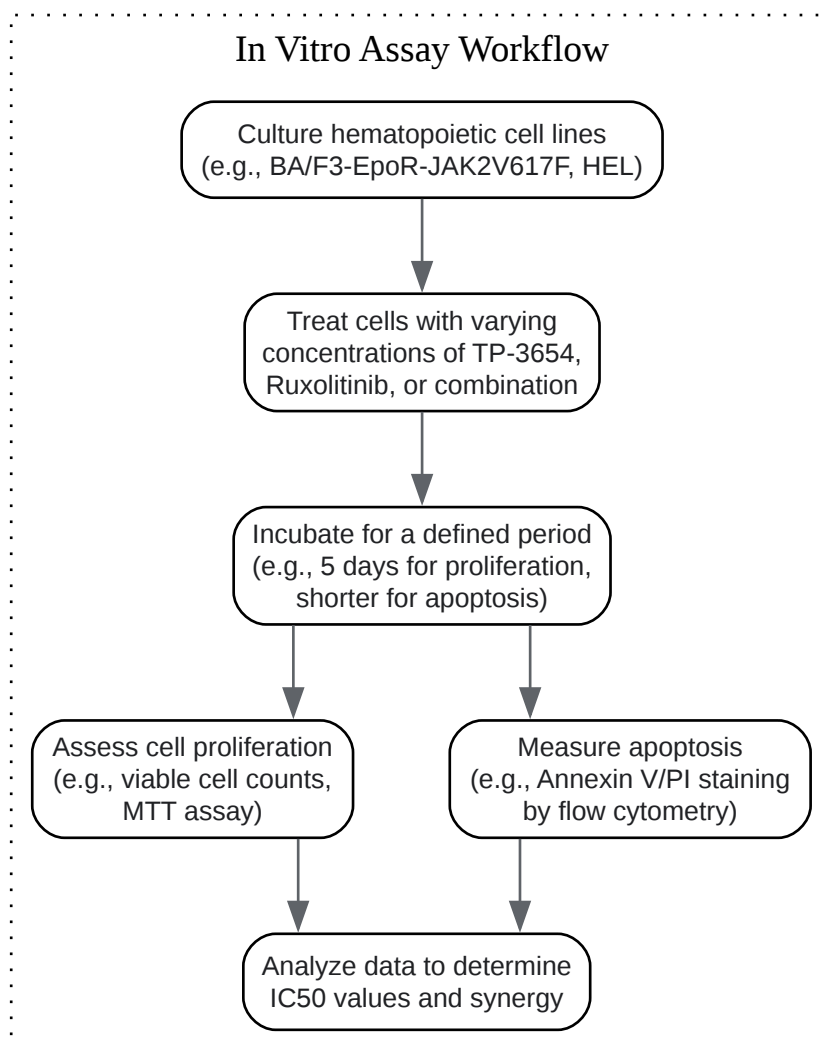 In Vitro Assay Workflow
Culture hematopoietic cell lines
(e.g., BA/F3-EpoR-JAK2V617F, HEL)
Treat cells with varying
concentrations of TP-3654,
Ruxolitinib, or combination
Incubate for a defined period
(e.g., 5 days for proliferation,
shorter for apoptosis)
Assess cell proliferation
(e.g., viable cell counts,
MTT assay)
Measure apoptosis
(e.g., Annexin V/PI staining
by flow cytometry)
Analyze data to determine
IC50 values and synergy